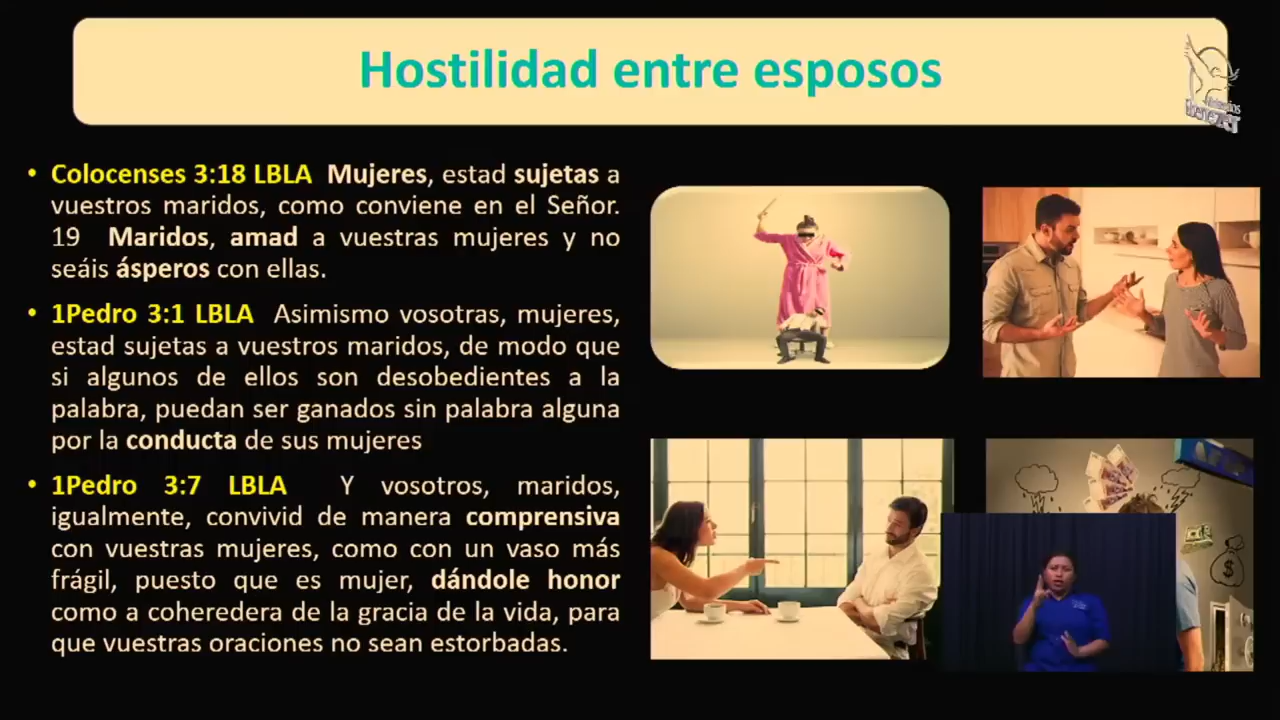 Hostilidad entre esposos
Ebenezer
• Colocenses 3:18 LBLA Mujeres, estad sujetas a
vuestros maridos, como conviene en el Señor.
19 Maridos, amad a vuestras mujeres y no
seáis ásperos con ellas.
• 1Pedro 3:1 LBLA Asimismo vosotras, mujeres,
estad sujetas a vuestros maridos, de modo que
si algunos de ellos son desobedientes a la
palabra, puedan ser ganados sin palabra alguna
por la conducta de sus mujeres
• 1Pedro 3:7 LBLA Y vosotros, maridos,
igualmente, convivid de manera comprensiva
con vuestras mujeres, como con un vaso más
frágil, puesto que es mujer, dándole honor
como a coheredera de la gracia de la vida, para
que vuestras oraciones no sean estorbadas.
$